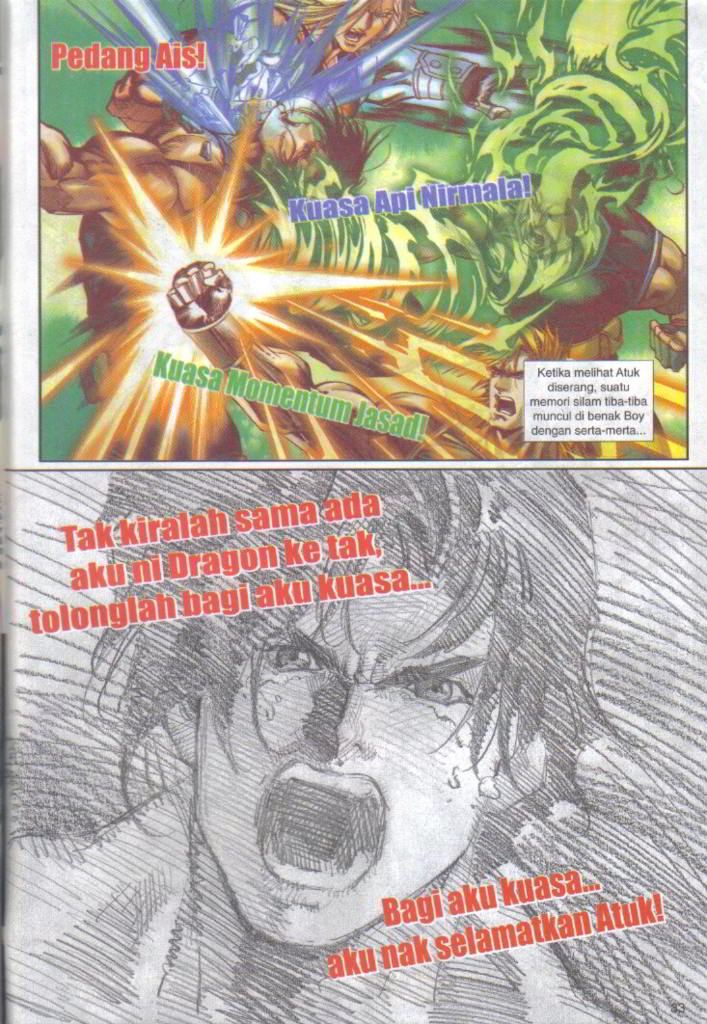 Pedang Ais!
Kuasa Api Nirmala!
Kuasa Momentum Jasad!
Ketika melihat Atuk
diserang, suatu
memori silam tiba-tiba
muncul di benak Boy
dengan serta-merta...
Tak kiralah sama ada
aku ni Dragon ke tak,
tolonglah bagi aku kuasa...
Bagi aku kuasa...
aku nak selamatkan Atuk!
33